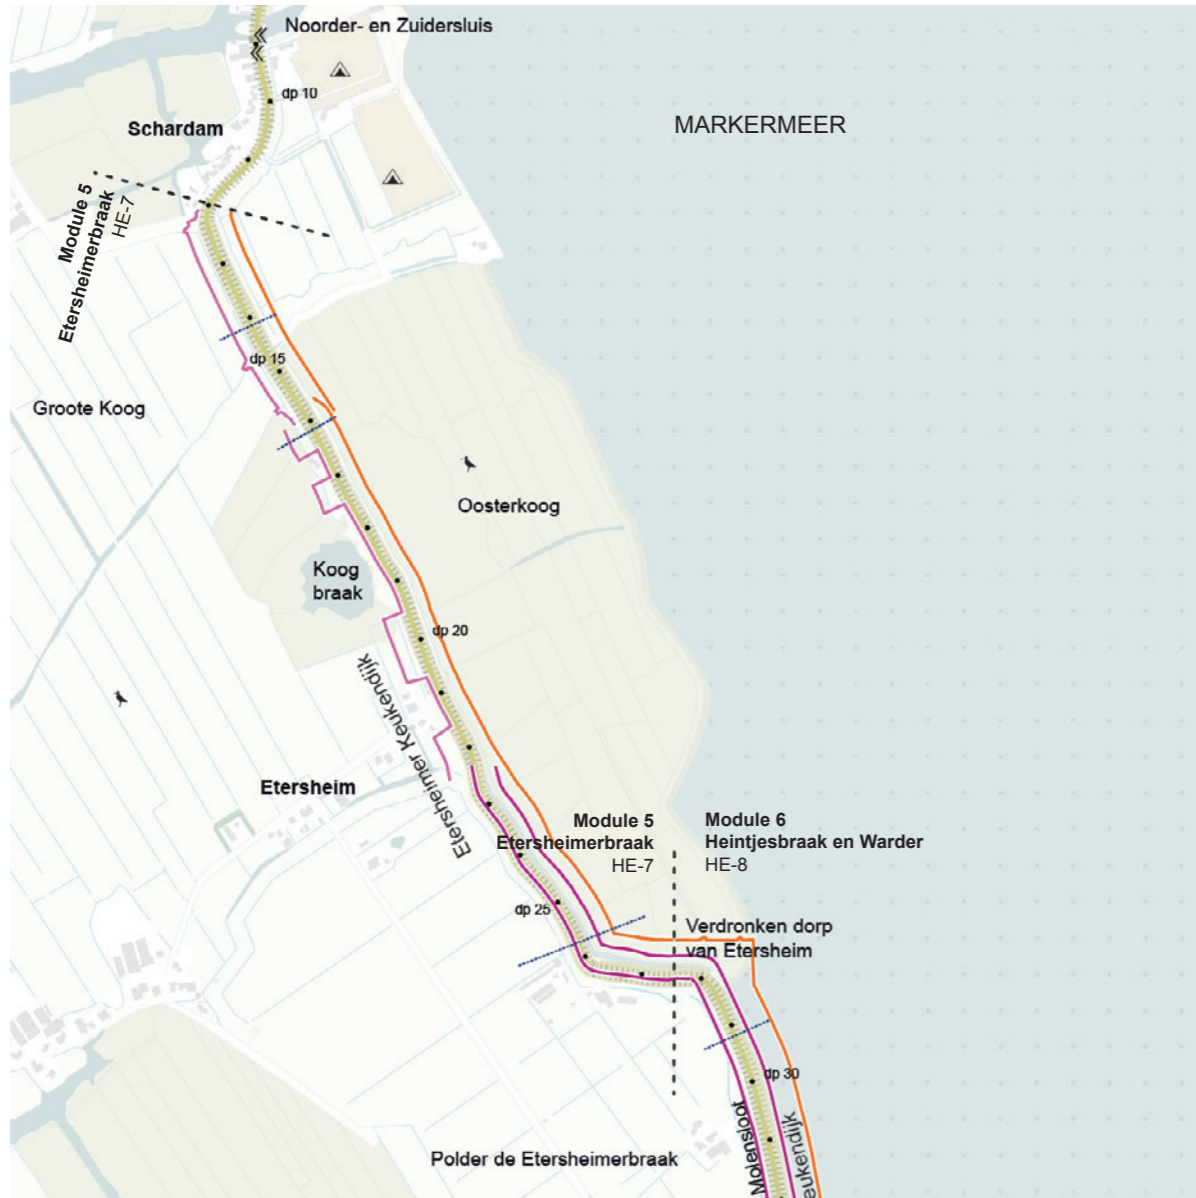 Noorder- en Zuidersluis
dp 10
MARKERMEER
Schardam
Module 5
Etersheimerbraak
HE-7
dp 15
Groote Koog
Oosterkoog
Koog
braak
dp 20
Etersheimer Keukendijk
Etersheim
Module 5
Etersheimerbraak
HE-7
Module 6
Heintjesbraak en Warder
HE-8
dp 25
Verdronken dorp
van Etersheim
dp 30
Molensloot
eukendijk
Polder de Etersheimerbraak